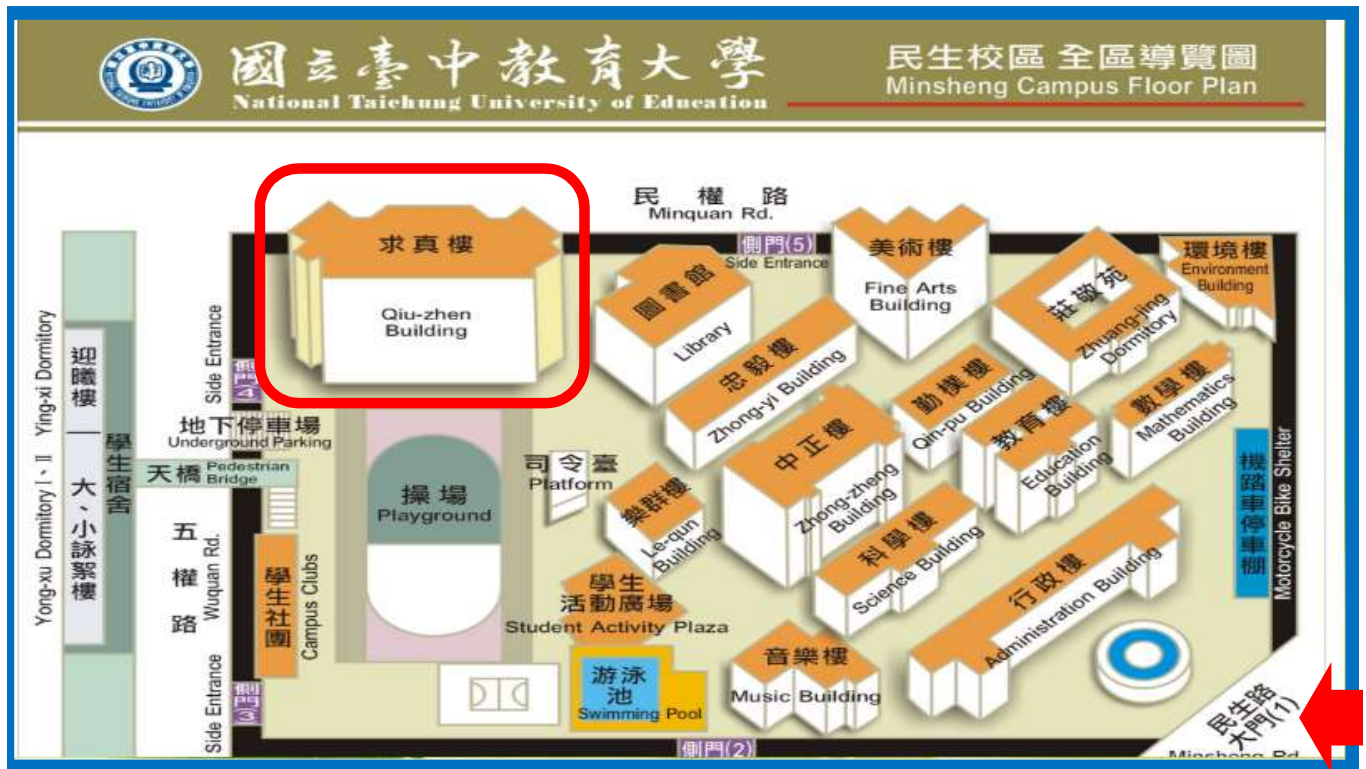 國立臺中教育大學
National Taichung University of Education
民生校區 全區導覽圖
Minsheng Campus Floor Plan
民權路
Minquan Rd.
求真樓
Qiu-zhen
Building
側門(5)
Side Entrance
圖書館
Library
美術樓
Fine Arts
Building
莊敬苑
Zhuang-jing
Dormitory
環境樓
Environment
Building
忠毅樓
Zhong-yi Building
勤樸樓
Qin-pu Building
教育樓
Education
Building
數學樓
Mathematics
Building
中正樓
Zhong-zheng
Building
科學樓
Science Building
行政樓
Administration Building
機踏車停車棚
Motorcycle Bike Shelter
Yong-xu Dormitory I、II Ying-xi Dormitory
迎曦樓
大、小詠絮樓
學生宿舍
Side Entrance
側門4
地下停車場
Underground Parking
天橋
Pedestrian
Bridge
五權路
Wuquan Rd.
學生社團
Campus Clubs
Side Entrance
側門3
操場
Playground
司令臺
Platform
樂群樓
Le-qun
Building
學生
活動廣場
Student Activity Plaza
游泳
池
Swimming Pool
音樂樓
Music Building
側門(2)
民生路
大門(1)
Minsheng Rd